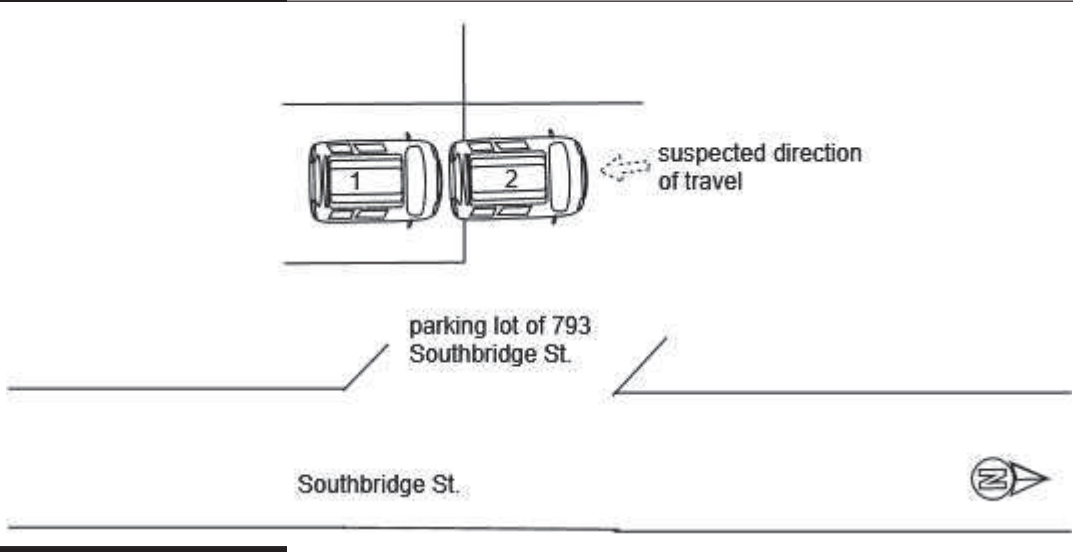 1
2
suspected direction
of travel
parking lot of 793
Southbridge St.
Southbridge St.
N